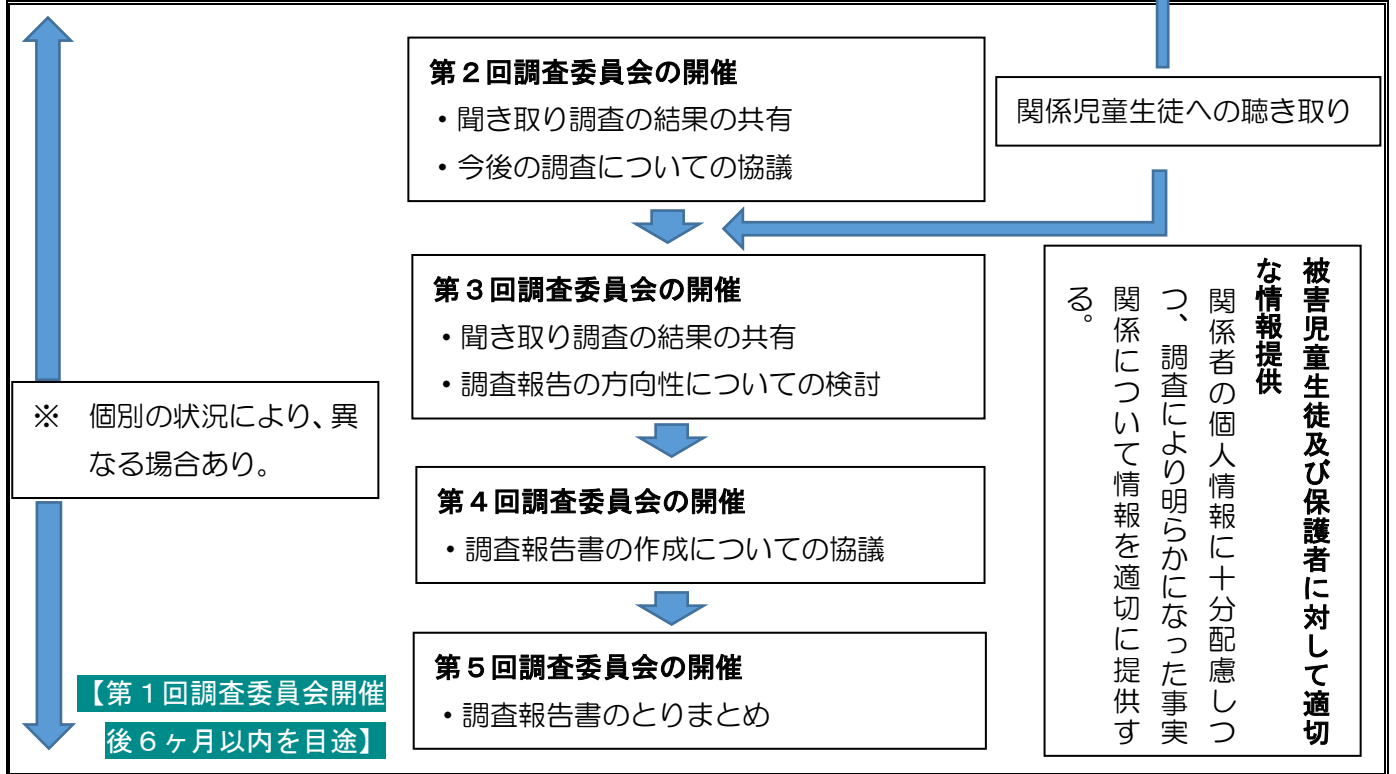 第２回調査委員会の開催
・聞き取り調査の結果の共有
・今後の調査についての協議
関係児童生徒への聴き取り
第３回調査委員会の開催
・聞き取り調査の結果の共有
・調査報告の方向性についての検討
※　個別の状況により、異
なる場合あり。
第４回調査委員会の開催
・調査報告書の作成についての協議
第５回調査委員会の開催
・調査報告書のとりまとめ
【第１回調査委員会開催
後６ヶ月以内を目途】
被害児童生徒及び保護者に対して適切
な情報提供
関係者の個人情報に十分配慮しつ
つ、調査により明らかになった事実
関係について情報を適切に提供す
る。